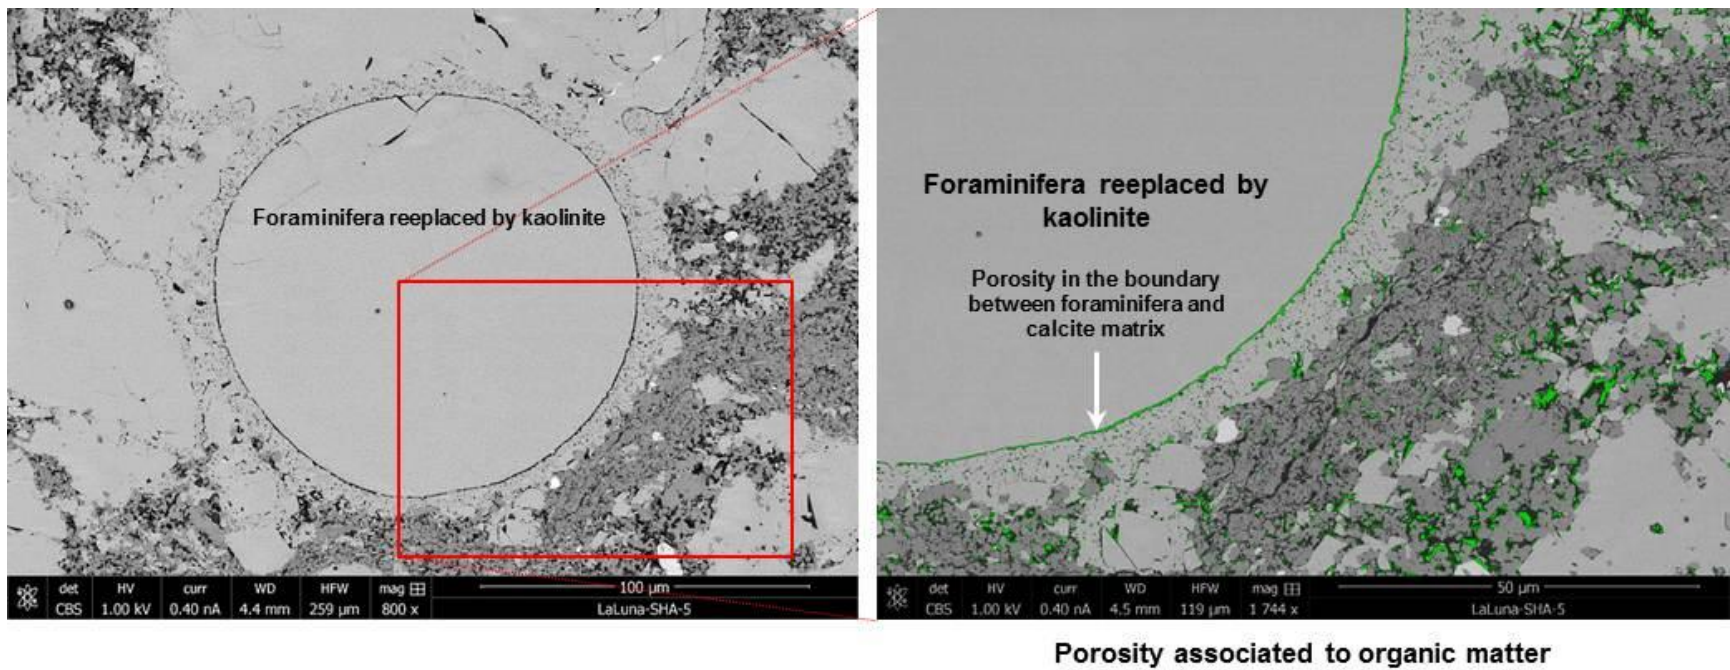 Foraminifera reeplaced by kaolinite
det HV curr WD HFW mag 100 µm
CBS 1.00 kV 0.40 nA 4.4 mm 259 µm 800 x LaLuna-SHA-5
Foraminifera reeplaced by
kaolinite
Porosity in the boundary
between foraminifera and
calcite matrix
det HV curr WD HFW mag 50 µm
CBS 1.00 kV 0.40 nA 4.5 mm 119 µm 1 744 x LaLuna-SHA-5
Porosity associated to organic matter